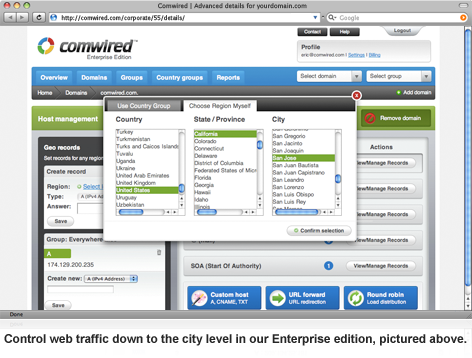 Comwired | Advanced details for yourdomain.com
http://comwired.com/corporate/55/details/
Google
Contact
Help
Logout
comwired
Enterprise Edition
Profile
eric@comwired.com | Settings | Billing
Overview
Domains
Groups
Country groups
Reports
Select domain
Select group
Home
Domains
comwired.com
Add domain
Use Country Group
Choose Region Myself
Host management
Remove domain
Country
State / Province
City
Turkey
Turkmenistan
Turks and Caicos Islands
Tuvalu
Uganda
Ukraine
United Arab Emirates
United Kingdom
United States
Uruguay
Uzbekistan
California
Colorado
Connecticut
Delaware
District of Columbia
Federated States of Micr
Florida
Georgia
Hawaii
Idaho
Illinois
San Gregorio
San Jacinto
San Joaquin
San Jose
San Juan Bautista
San Juan Capistrano
San Leandro
San Lorenzo
San Luis Obispo
San Luis Rey
Confirm selection
Geo records
Set records for any region
Create record
Region:
Type:
A (IPv4
Answer:
Save
Group: Everywhere
A
174.129.200.235
Create new:
A (IPv4 Address)
Save
Actions
View/Manage Records
View/Manage Records
View/Manage Records
View/Manage Records
SOA (Start Of Authority)
1
View/Manage Records
Custom host
A, CNAME, TXT
URL forward
URL redirection
Round robin
Load distribution
Done
Control web traffic down to the city level in our Enterprise edition, pictured above.